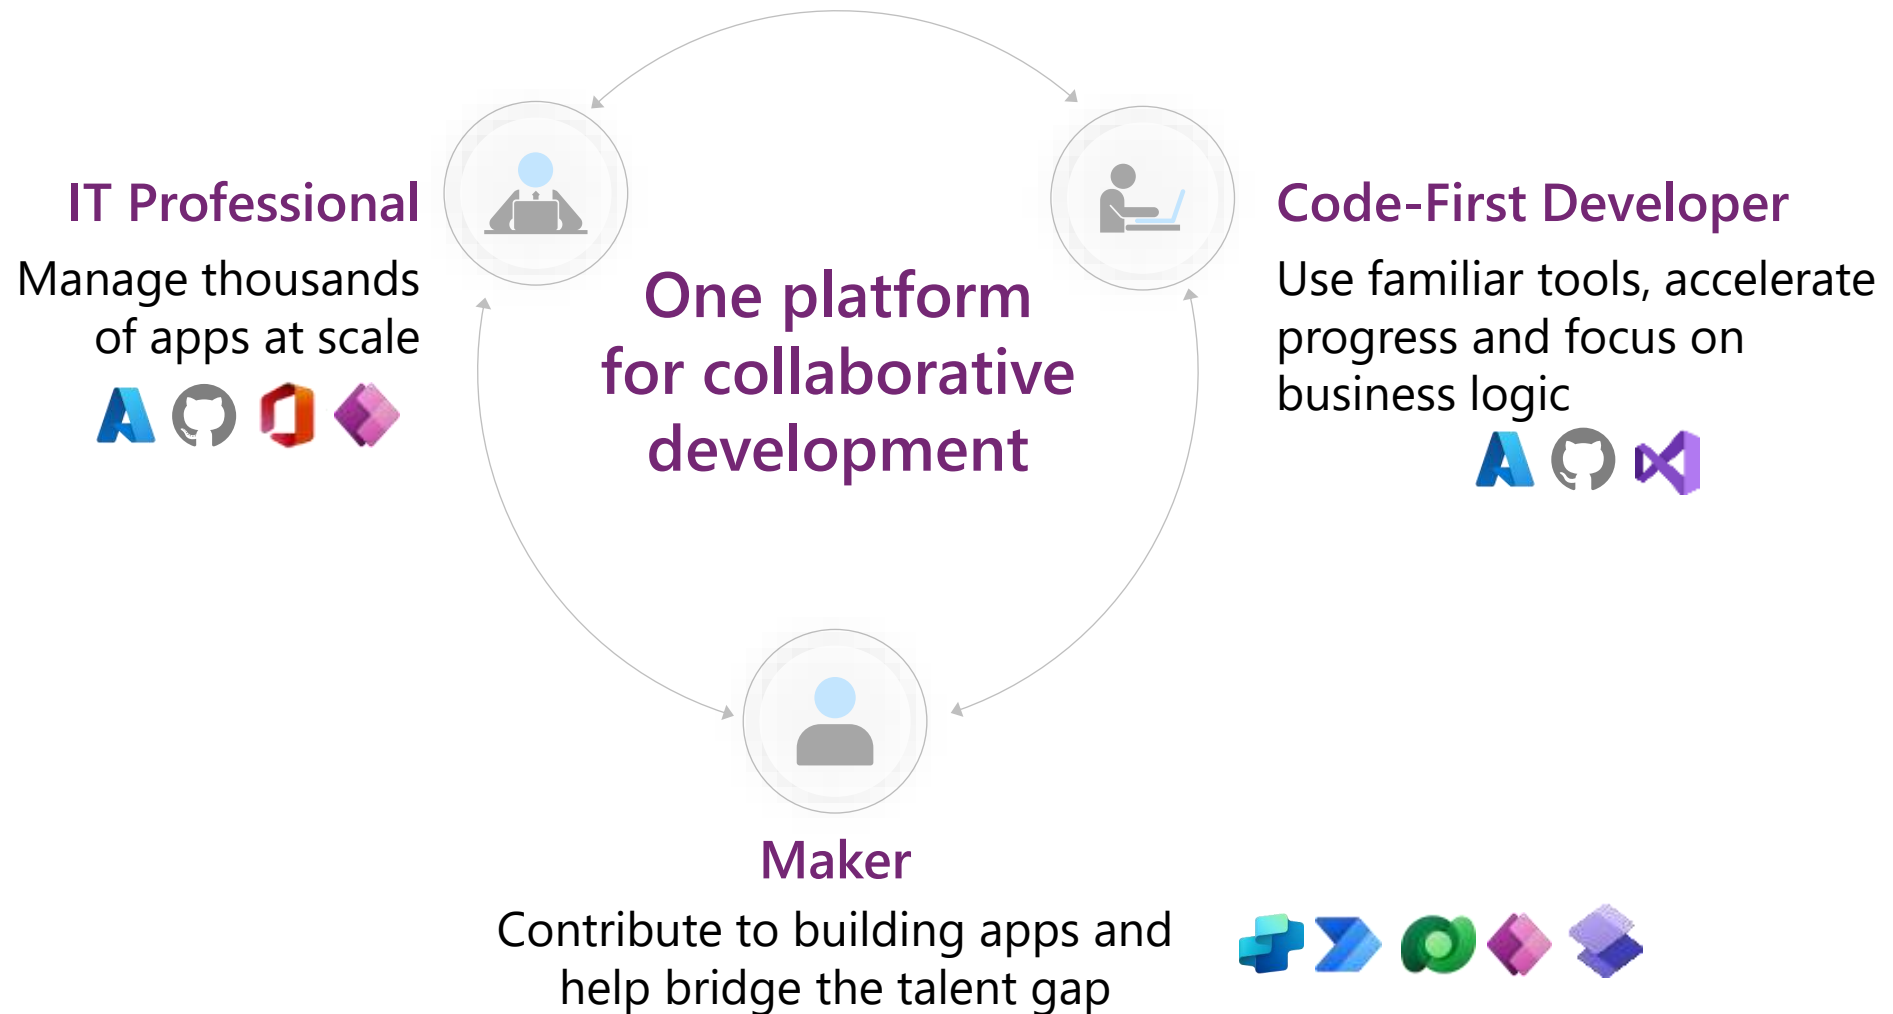 IT Professional
Manage thousands
of apps at scale
One platform
for collaborative
development
Code-First Developer
Use familiar tools, accelerate
progress and focus on
business logic
Maker
Contribute to building apps and
help bridge the talent gap